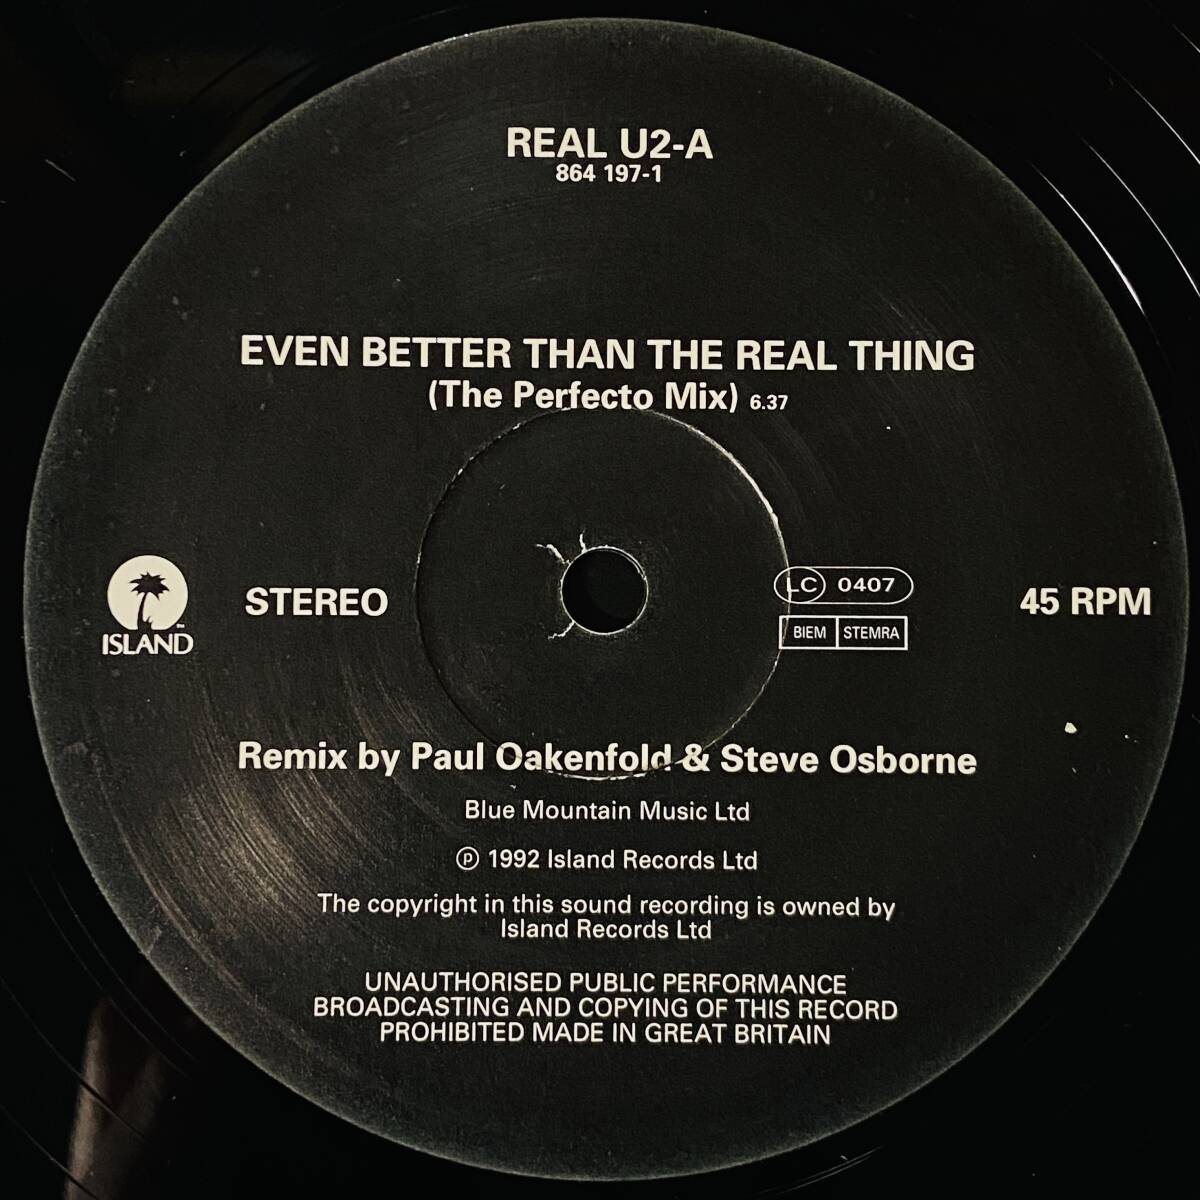 REAL U2-A
864 197-1
EVEN BETTER THAN THE REAL THING
(The Perfecto Mix) 6.37
ISLAND™
STEREO
LC 0407
BIEM STEMRA
45 RPM
Remix by Paul Oakenfold & Steve Osborne
Blue Mountain Music Ltd
℗ 1992 Island Records Ltd
The copyright in this sound recording is owned by
Island Records Ltd
UNAUTHORISED PUBLIC PERFORMANCE
BROADCASTING AND COPYING OF THIS RECORD
PROHIBITED MADE IN GREAT BRITAIN